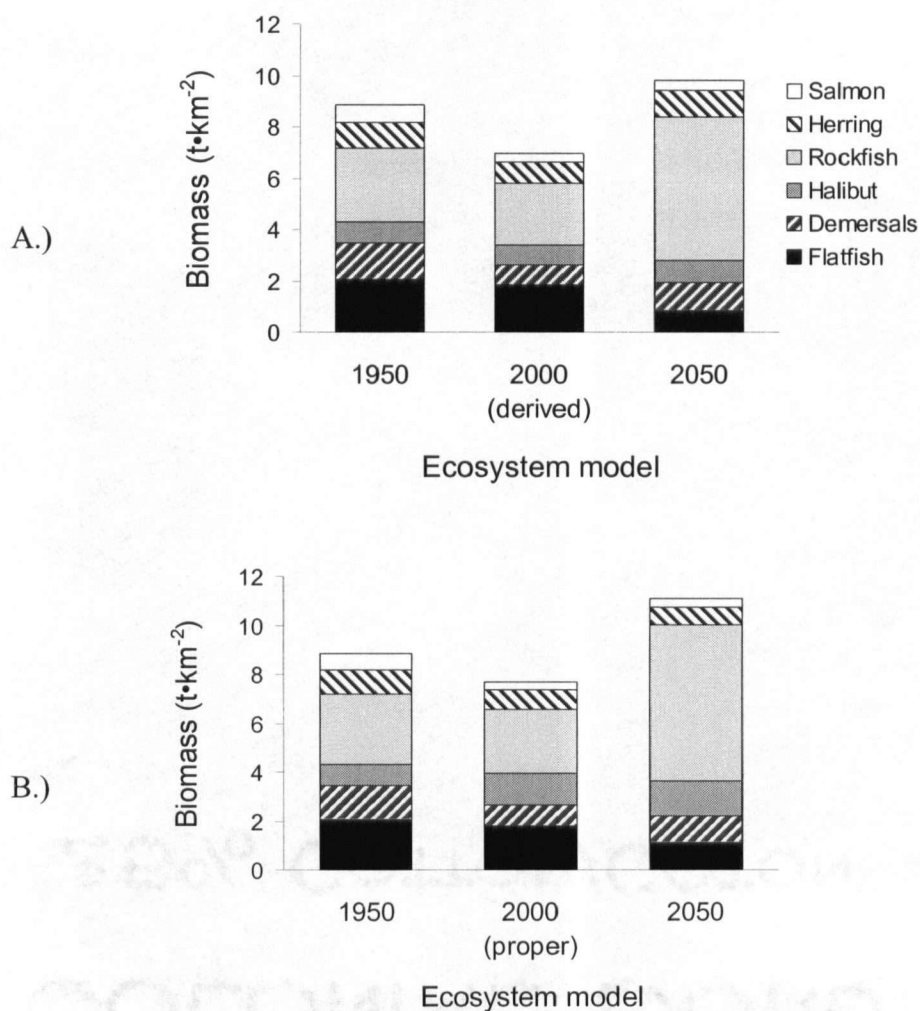 A.)
Biomass (t•km-2)
12
10
8
6
4
2
0
1950
2000
(derived)
2050
Ecosystem model
Salmon
Herring
Rockfish
Halibut
Demersals
Flatfish
B.)
Biomass (t•km-2)
12
10
8
6
4
2
0
1950
2000
(proper)
2050
Ecosystem model